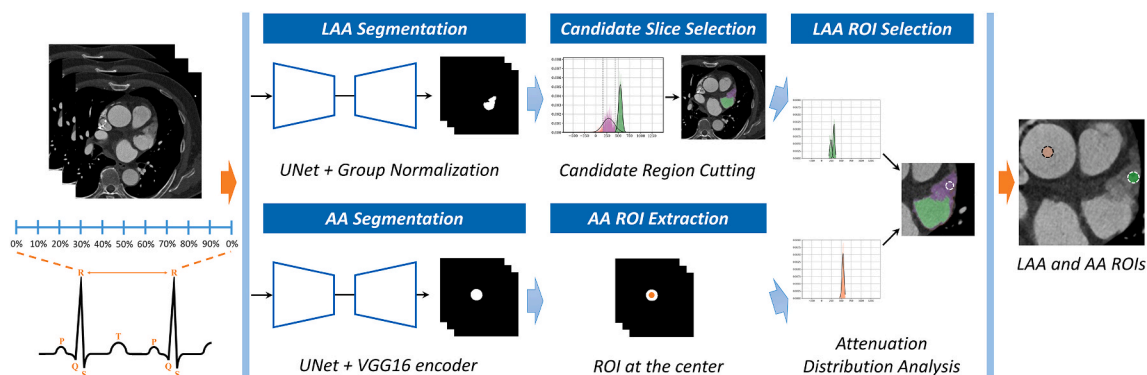 LAA Segmentation
Candidate Slice Selection
LAA ROI Selection
UNet + Group Normalization
Candidate Region Cutting
AA Segmentation
AA ROI Extraction
0% 10% 20% 30% 40% 50% 60% 70% 80% 90% 0%
R R
P T P
Q Q
S S
UNet + VGG16 encoder
ROI at the center
Attenuation
Distribution Analysis
LAA and AA ROIs